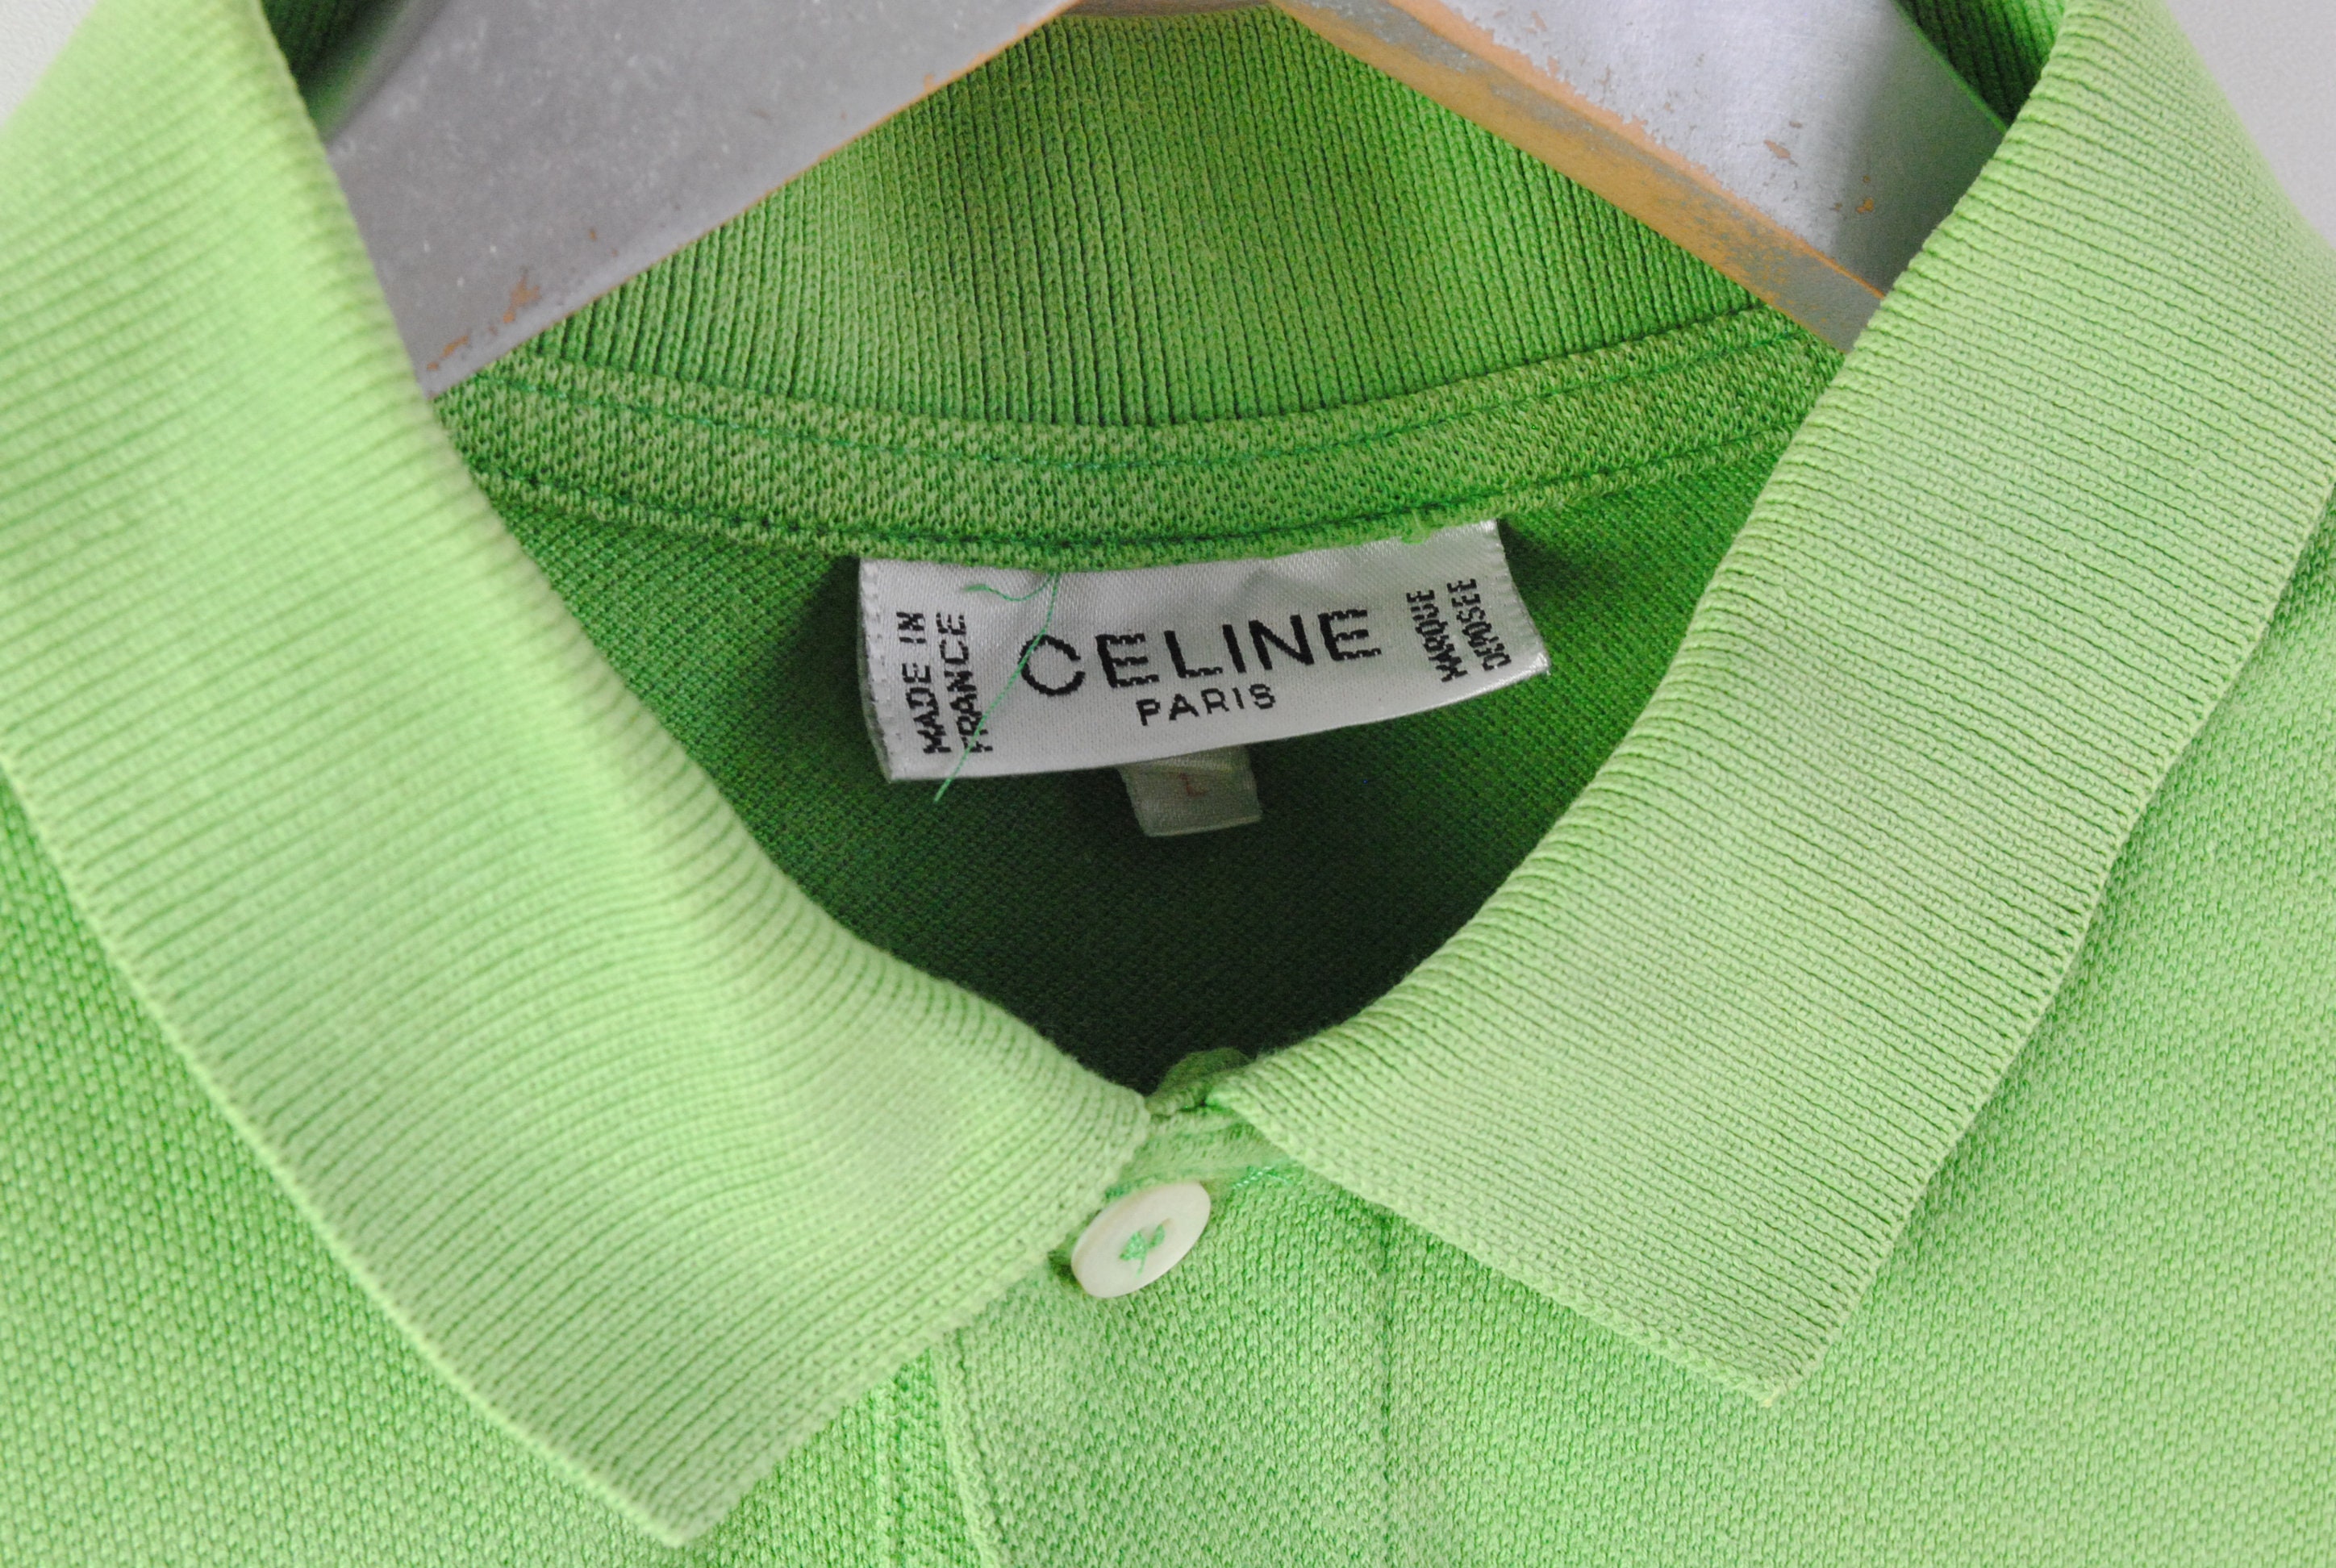 MADE IN
FRANCE
CELINE
PARIS
MARQUE
DEPOSEE
L